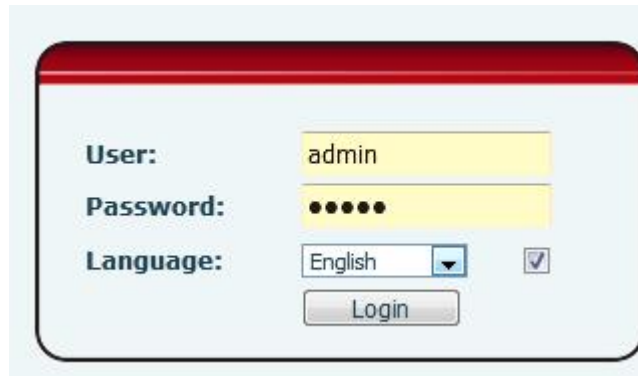 User: admin
Password: •••••
Language: English
Login